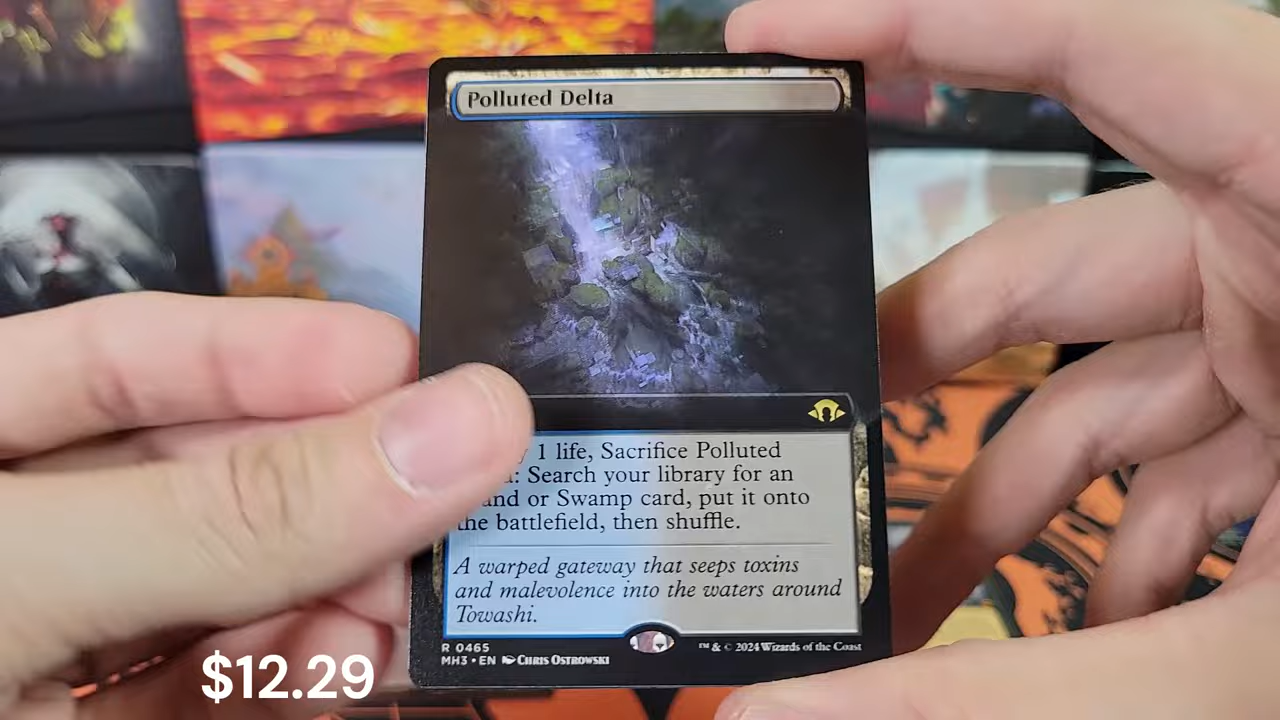 Polluted Delta
1 life, Sacrifice Polluted
: Search your library for an
or Swamp card, put it onto
the battlefield, then shuffle.
A warped gateway that seeps toxins
and malevolence into the waters around
Towashi.
R 0465
MH3 • EN Chris Ostrowski
™ & © 2024 Wizards of the Coast
$12.29